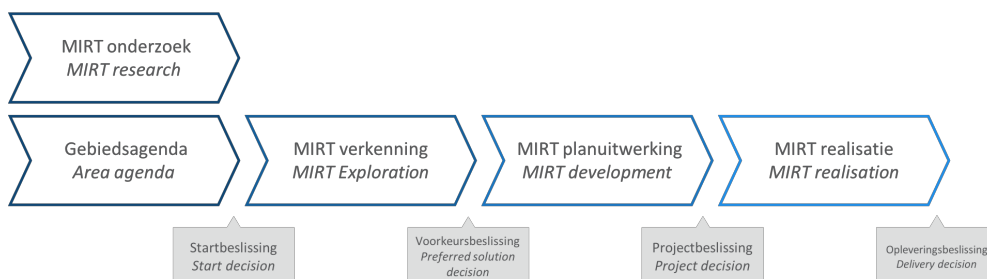 MIRT onderzoek
MIRT research
Gebiedsagenda
Area agenda
MIRT verkenning
MIRT Exploration
MIRT planuitwerking
MIRT development
MIRT realisatie
MIRT realisation
Startbeslissing
Start decision
Voorkeursbeslissing
Preferred solution
decision
Projectbeslissing
Project decision
Opleveringsbeslissing
Delivery decision